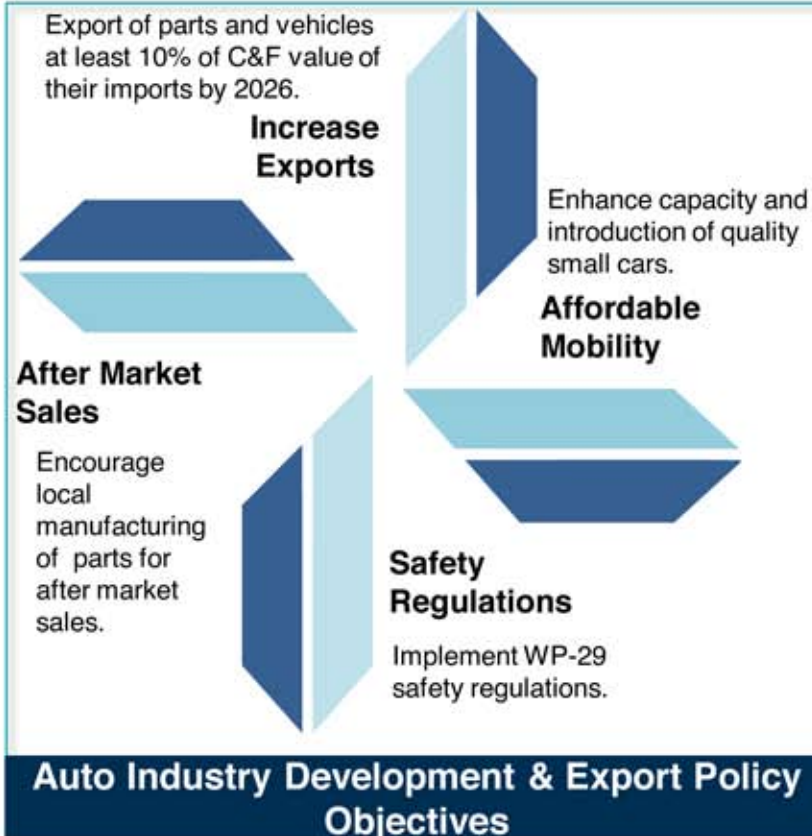 Export of parts and vehicles
at least 10% of C&F value of
their imports by 2026.
Increase
Exports
Enhance capacity and
introduction of quality
small cars.
Affordable
Mobility
After Market
Sales
Encourage
local
manufacturing
of parts for
after market
sales.
Safety
Regulations
Implement WP-29
safety regulations.
Auto Industry Development & Export Policy
Objectives